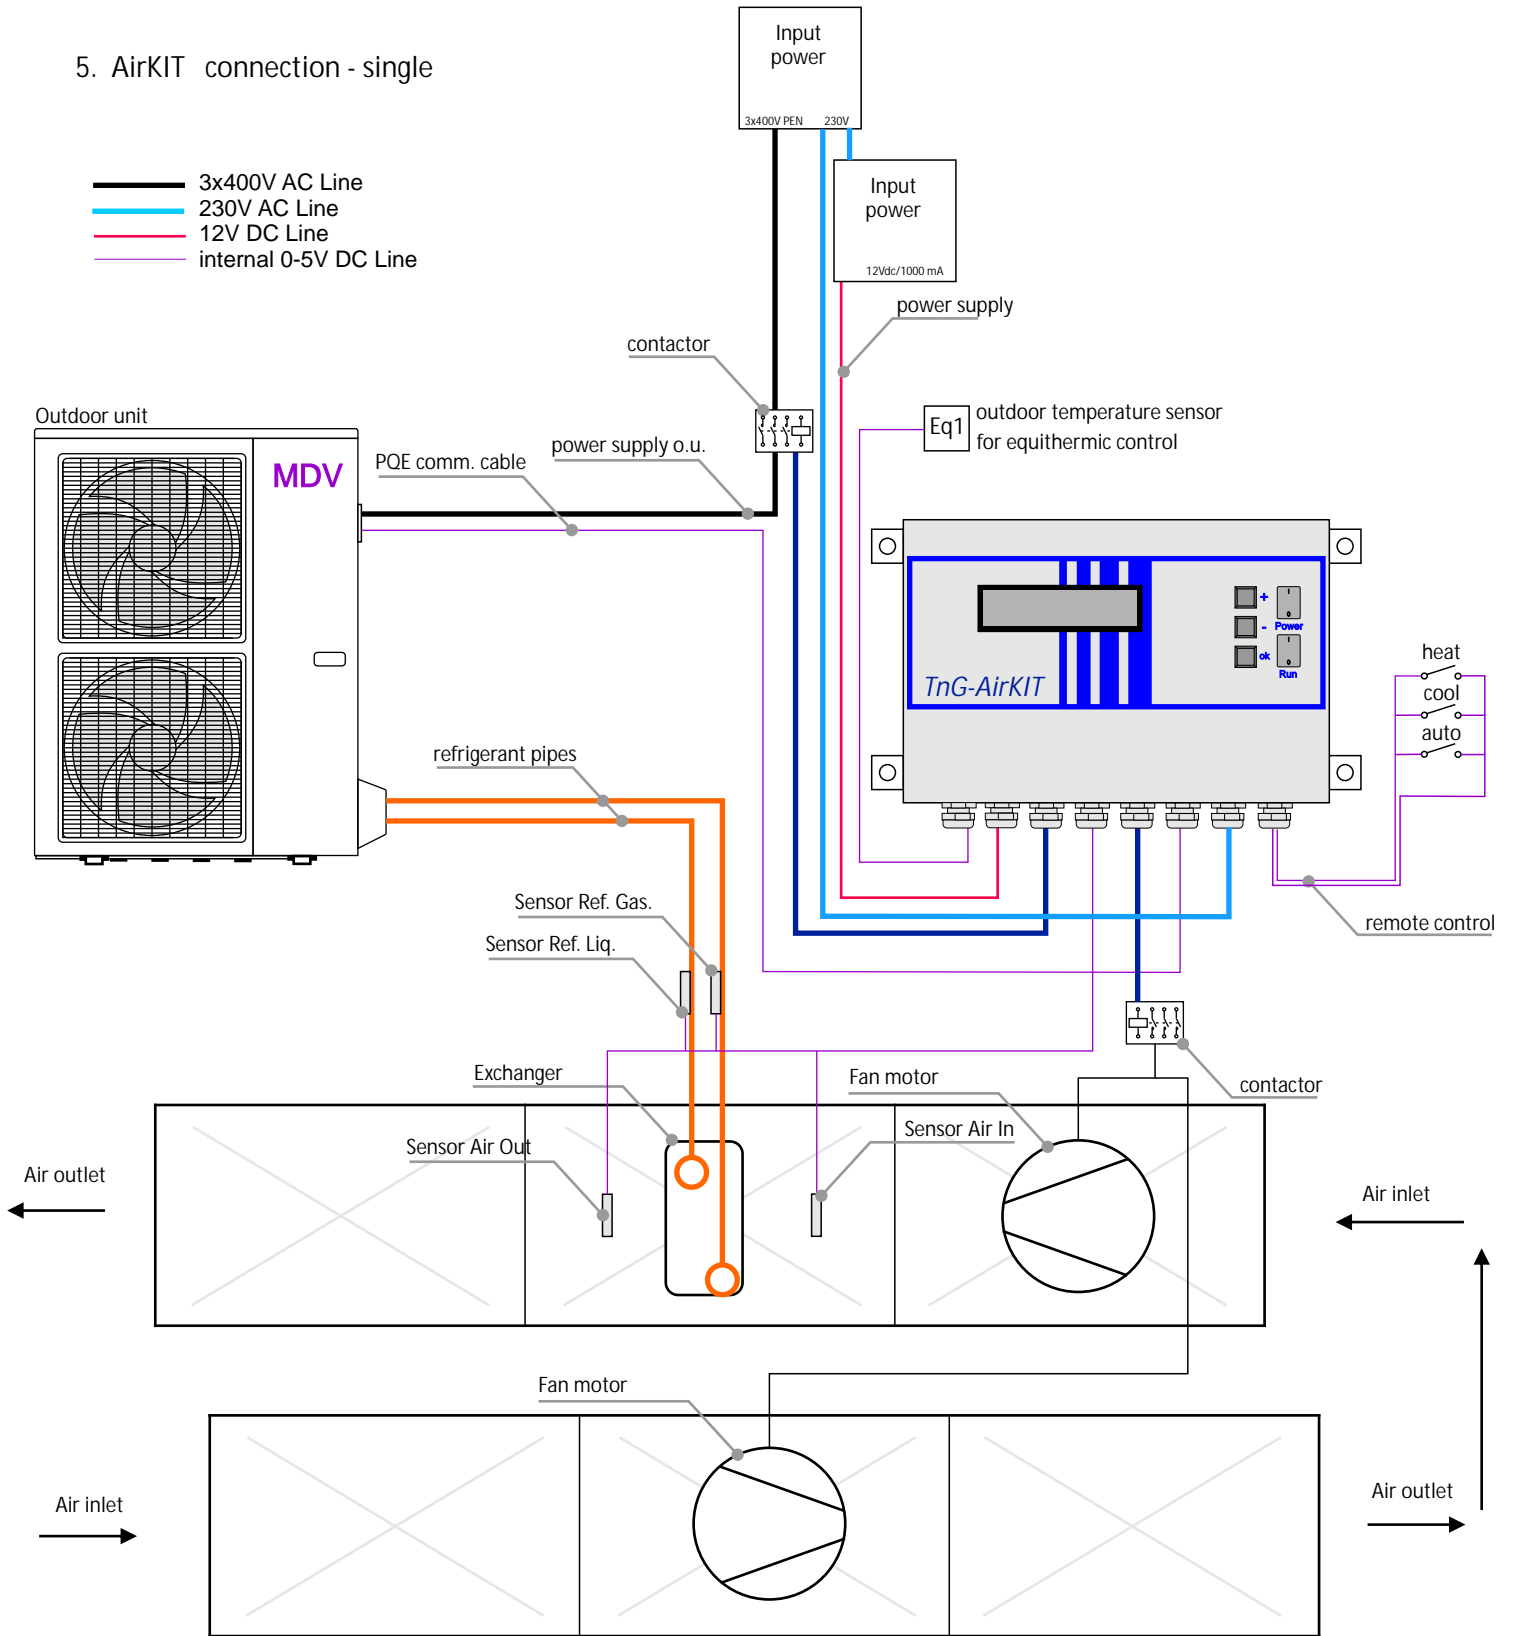 5. AirKIT connection - single
Input
power
3x400V PEN
230V
3x400V AC Line
230V AC Line
12V DC Line
internal 0-5V DC Line
Input
power
12Vdc/1000 mA
power supply
contactor
Outdoor unit
MDV
PQE comm. cable
power supply o.u.
Eq1
outdoor temperature sensor
for equithermic control
TnG-AirKIT
+
-
ok
I
0
Power
I
0
Run
heat
cool
auto
refrigerant pipes
Sensor Ref. Gas.
Sensor Ref. Liq.
remote control
Exchanger
Fan motor
contactor
Sensor Air Out
Sensor Air In
Air outlet
Air inlet
Fan motor
Air inlet
Air outlet